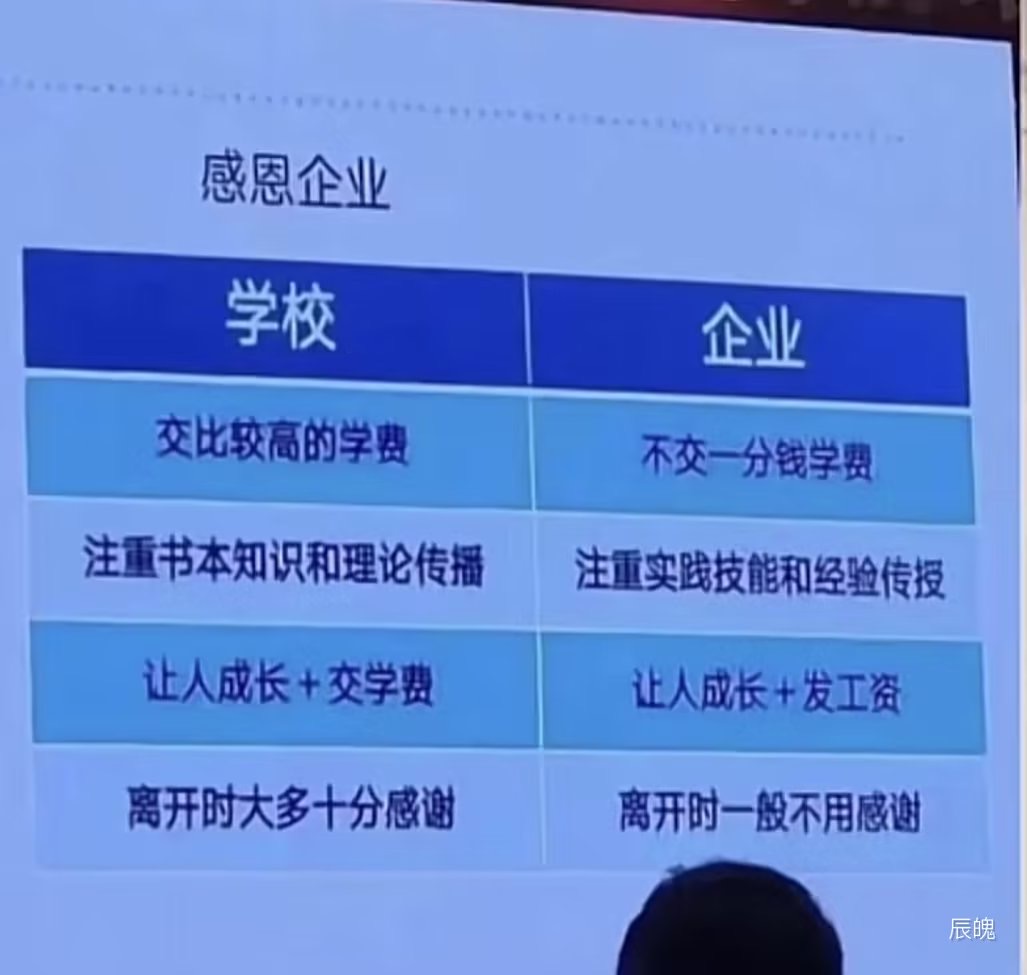 感恩企业
学校 企业
交比较高的学费 不交一分钱学费
注重书本知识和理论传播 注重实践技能和经验传授
让人成长+交学费 让人成长+发工资
离开时大多十分感谢 离开时一般不用感谢
辰魄